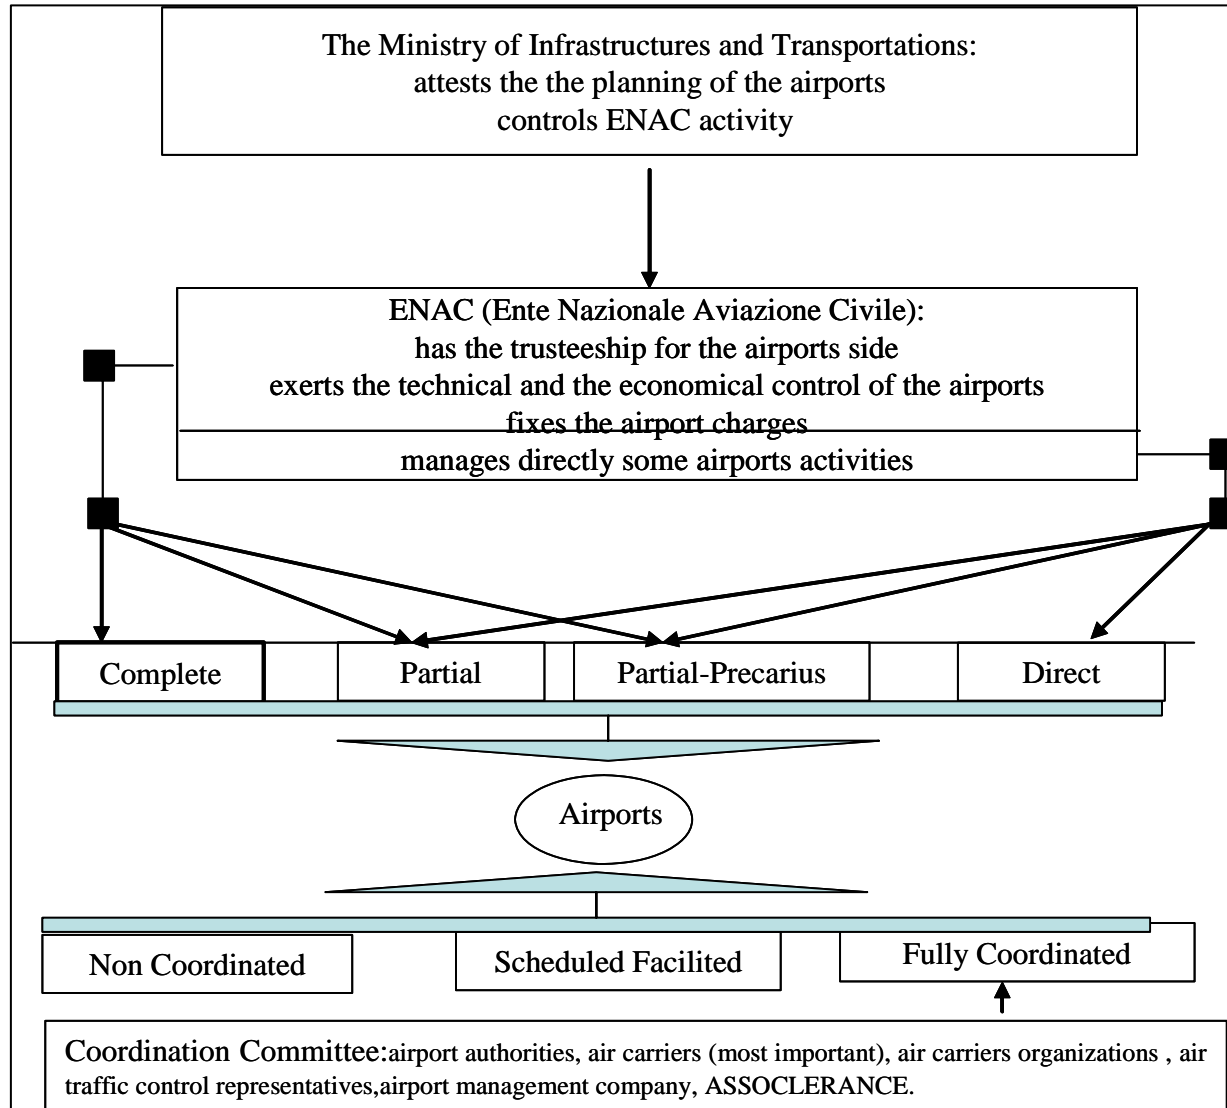 The Ministry of Infrastructures and Transportations:
attests the the planning of the airports
controls ENAC activity
ENAC (Ente Nazionale Aviazione Civile):
has the trusteeship for the airports side
exerts the technical and the economical control of the airports
fixes the airport charges
manages directly some airports activities
Complete
Partial
Partial-Precarius
Direct
Airports
Non Coordinated
Scheduled Facilited
Fully Coordinated
Coordination Committee:airport authorities, air carriers (most important), air carriers organizations , air
traffic control representatives,airport management company, ASSOCLERANCE.